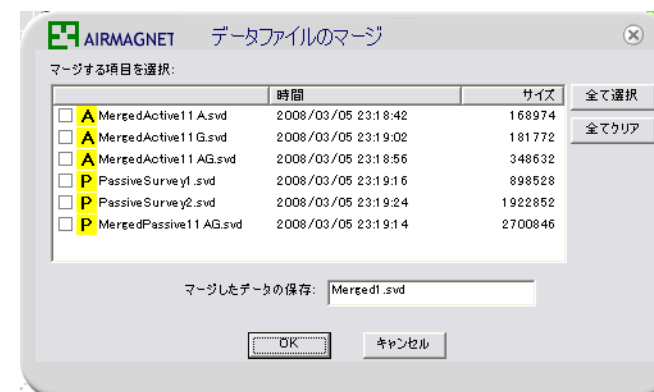 AIRMAGNET データファイルのマージ
マージする項目を選択:
時間 サイズ 全て選択
A MergedActive11A.svd 2008/03/05 23:18:42 168974
全てクリア
A MergedActive11G.svd 2008/03/05 23:19:02 181772
A MergedActive11AG.svd 2008/03/05 23:18:56 348632
P PassiveSurvey1.svd 2008/03/05 23:19:16 898528
P PassiveSurvey2.svd 2008/03/05 23:19:24 1922852
P MergedPassive11AG.svd 2008/03/05 23:19:14 2700846
マージしたデータの保存: Merged1.svd
OK キャンセル